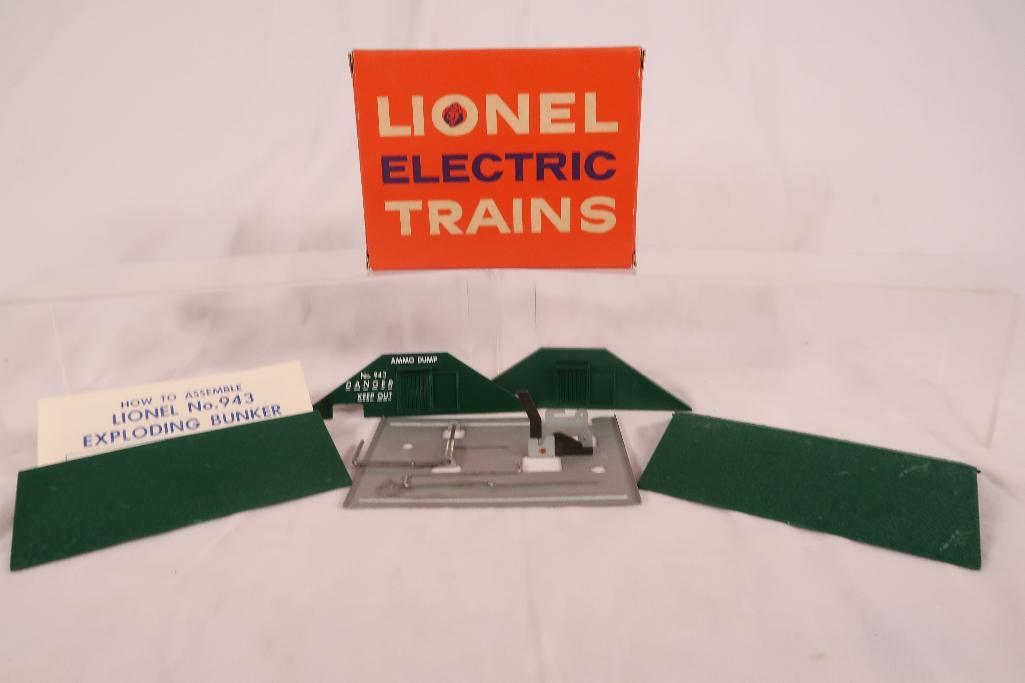 LIONEL
ELECTRIC
TRAINS
AMMO DUMP
No. 943
DANGER
KEEP OUT
HOW TO ASSEMBLE
LIONEL No. 943
EXPLODING BUNKER